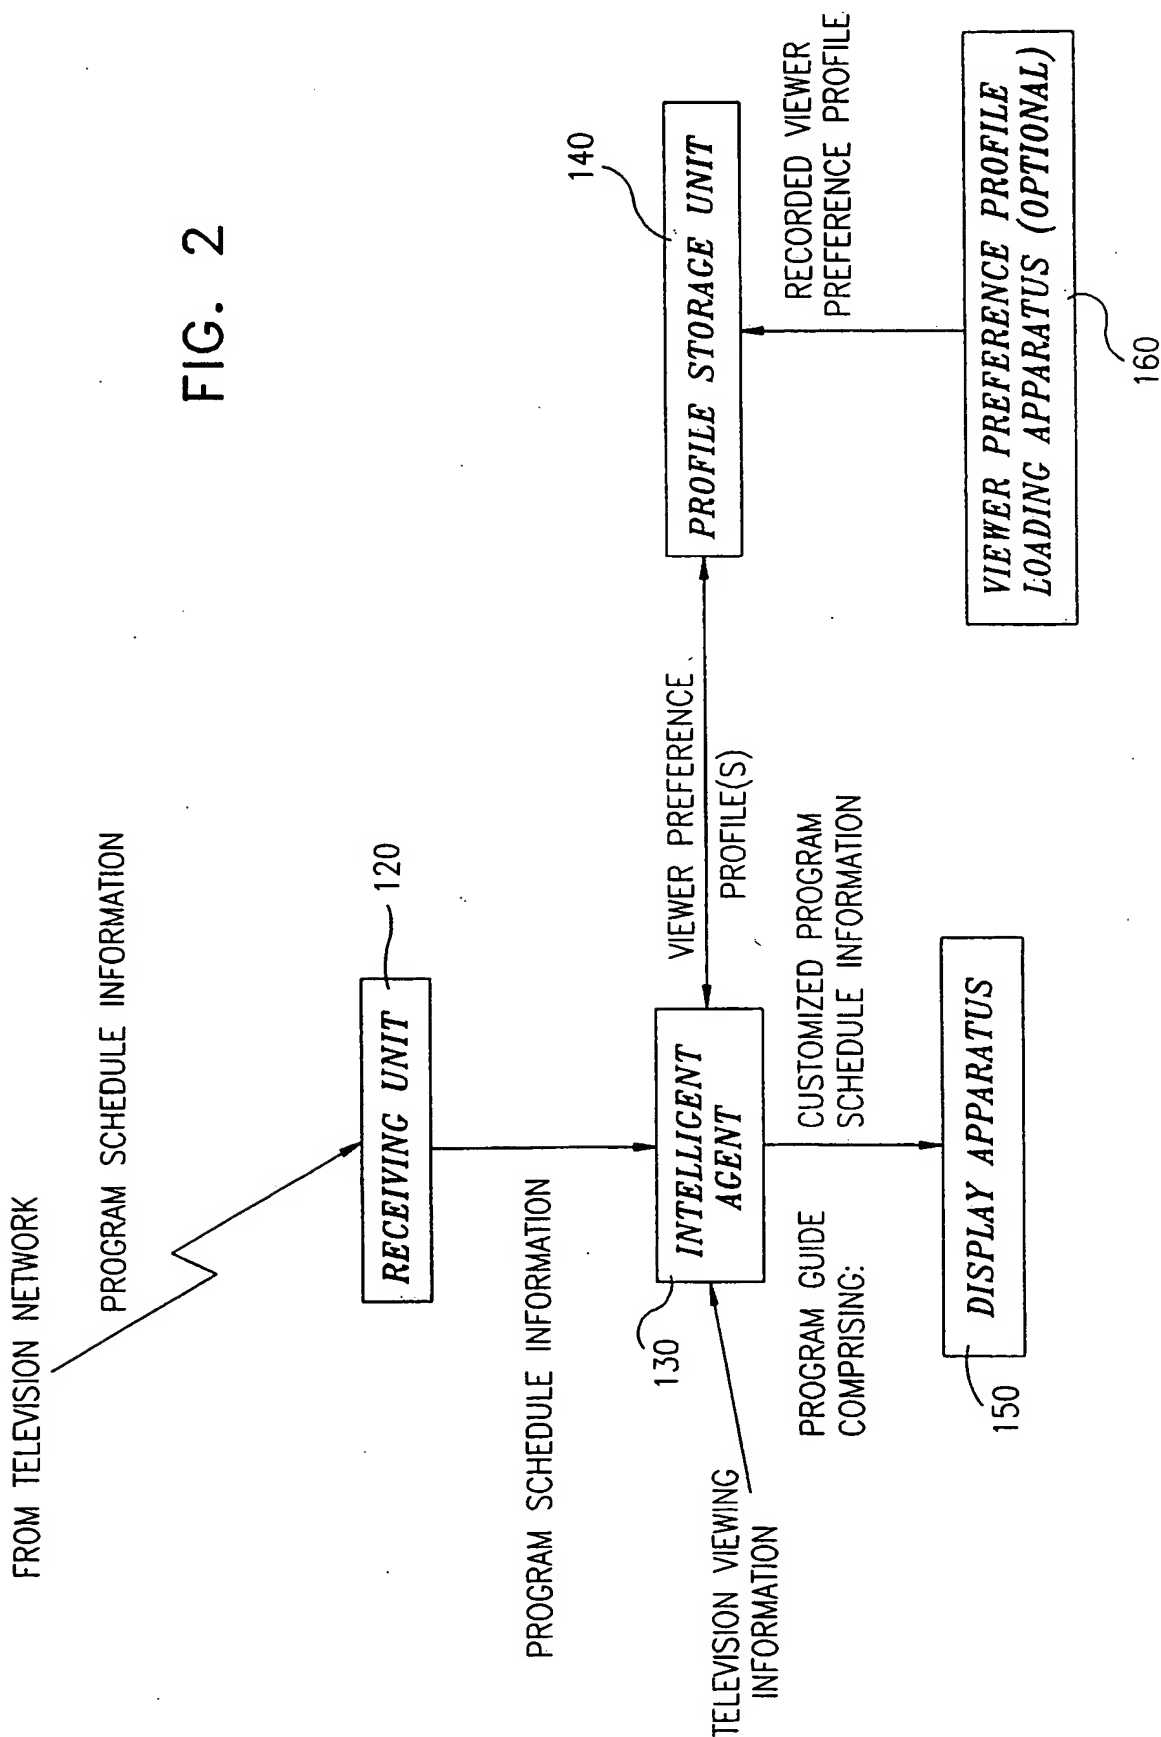 FIG. 2
FROM TELEVISION NETWORK
PROGRAM SCHEDULE INFORMATION
120
RECEIVING UNIT
PROGRAM SCHEDULE INFORMATION
140
VIEWER PREFERENCE
PROFILE(S)
PROFILE STORAGE UNIT
130
INTELLIGENT
AGENT
TELEVISION VIEWING
INFORMATION
PROGRAM GUIDE
COMPRISING:
CUSTOMIZED PROGRAM
SCHEDULE INFORMATION
RECORDED VIEWER
PREFERENCE PROFILE
150
DISPLAY APPARATUS
VIEWER PREFERENCE PROFILE
LOADING APPARATUS (OPTIONAL)
160